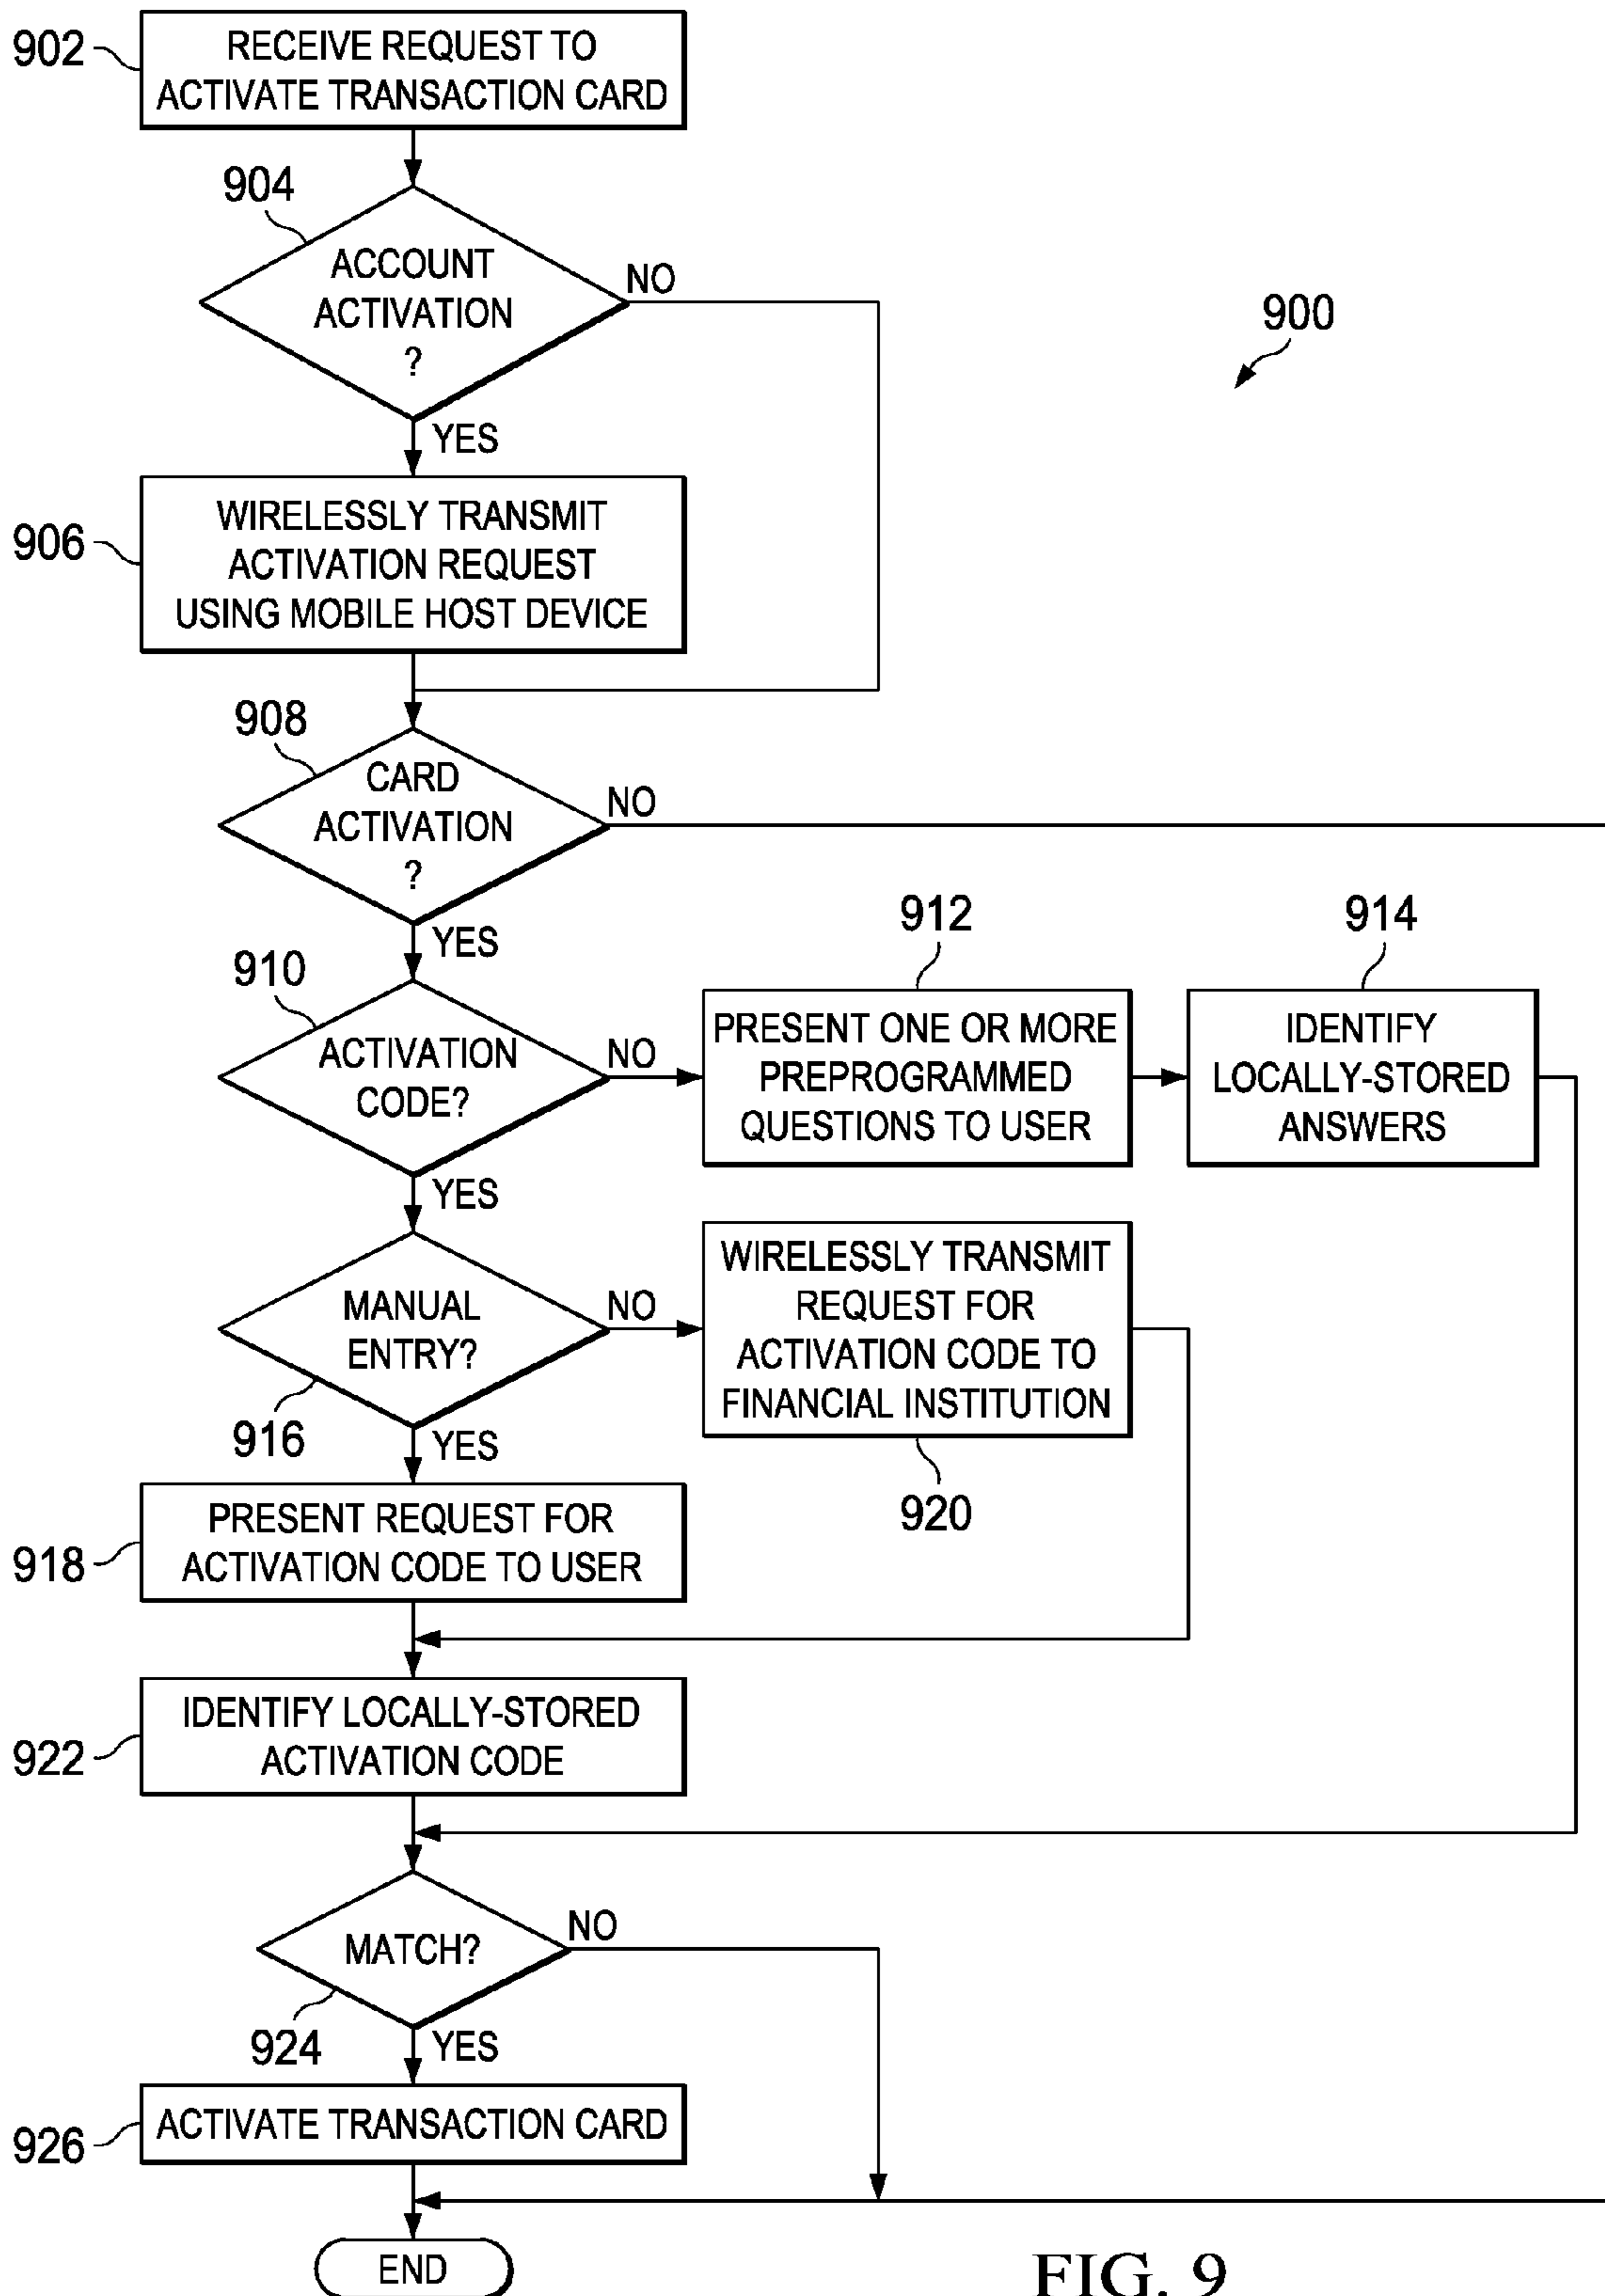 902
RECEIVE REQUEST TO
ACTIVATE TRANSACTION CARD
904
ACCOUNT
ACTIVATION
?
NO
900
YES
906
WIRELESSLY TRANSMIT
ACTIVATION REQUEST
USING MOBILE HOST DEVICE
908
CARD
ACTIVATION
?
NO
YES
910
ACTIVATION
CODE?
NO
912
PRESENT ONE OR MORE
PREPROGRAMMED
QUESTIONS TO USER
914
IDENTIFY
LOCALLY-STORED
ANSWERS
YES
MANUAL
ENTRY?
916
NO
WIRELESSLY TRANSMIT
REQUEST FOR
ACTIVATION CODE TO
FINANCIAL INSTITUTION
920
YES
918
PRESENT REQUEST FOR
ACTIVATION CODE TO USER
922
IDENTIFY LOCALLY-STORED
ACTIVATION CODE
MATCH?
NO
924
YES
926
ACTIVATE TRANSACTION CARD
END
FIG. 9